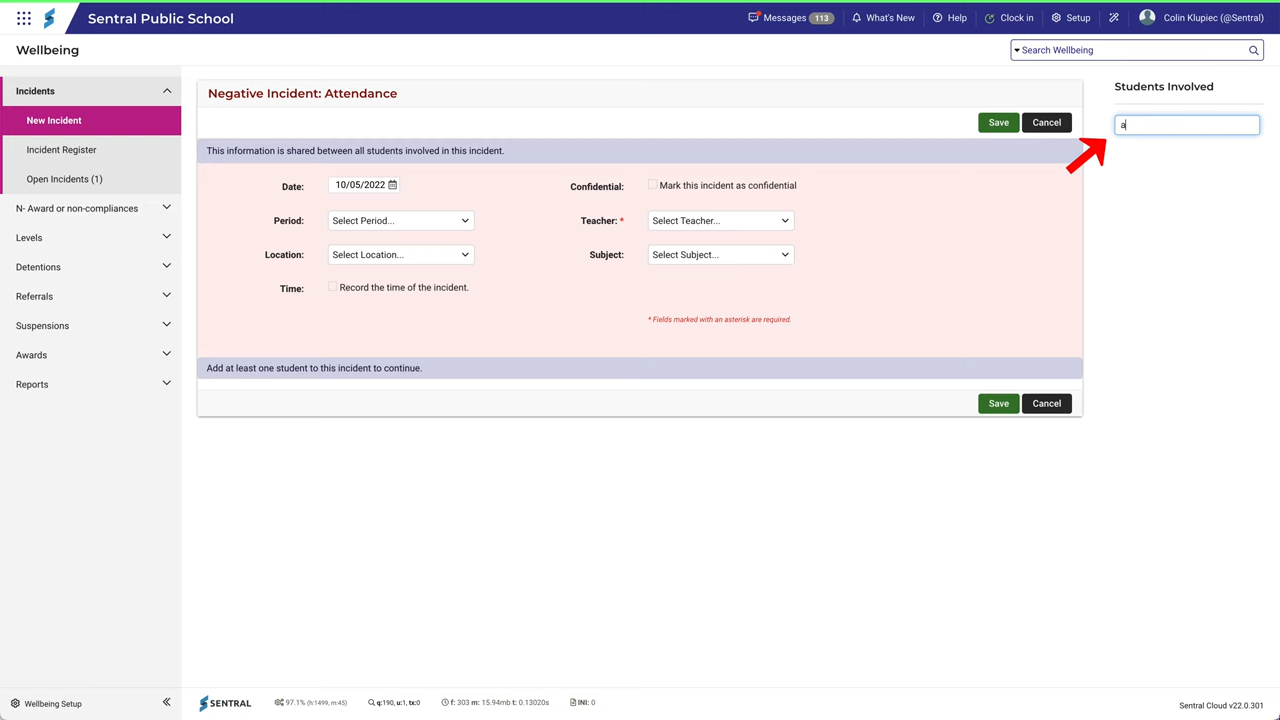 Sentral Public School
Messages 113
What's New
Help
Clock in
Setup
Colin Klupiec (@Sentral)
Wellbeing
Search Wellbeing
Incidents
New Incident
Incident Register
Open Incidents (1)
N- Award or non-compliances
Levels
Detentions
Referrals
Suspensions
Awards
Reports
Negative Incident: Attendance
Save Cancel
This information is shared between all students involved in this incident.
Date: 10/05/2022 Confidential: Mark this incident as confidential
Period: Select Period... Teacher: * Select Teacher...
Location: Select Location... Subject: Select Subject...
Time: Record the time of the incident.
* Fields marked with an asterisk are required.
Add at least one student to this incident to continue.
Save Cancel
Students Involved
a
Wellbeing Setup
SENTRAL
97.1% (h:1499, m:45)
q:190, u:1, tx:0
f: 303 m: 15.94mb t: 0.13020s
INI: 0
Sentral Cloud v22.0.301